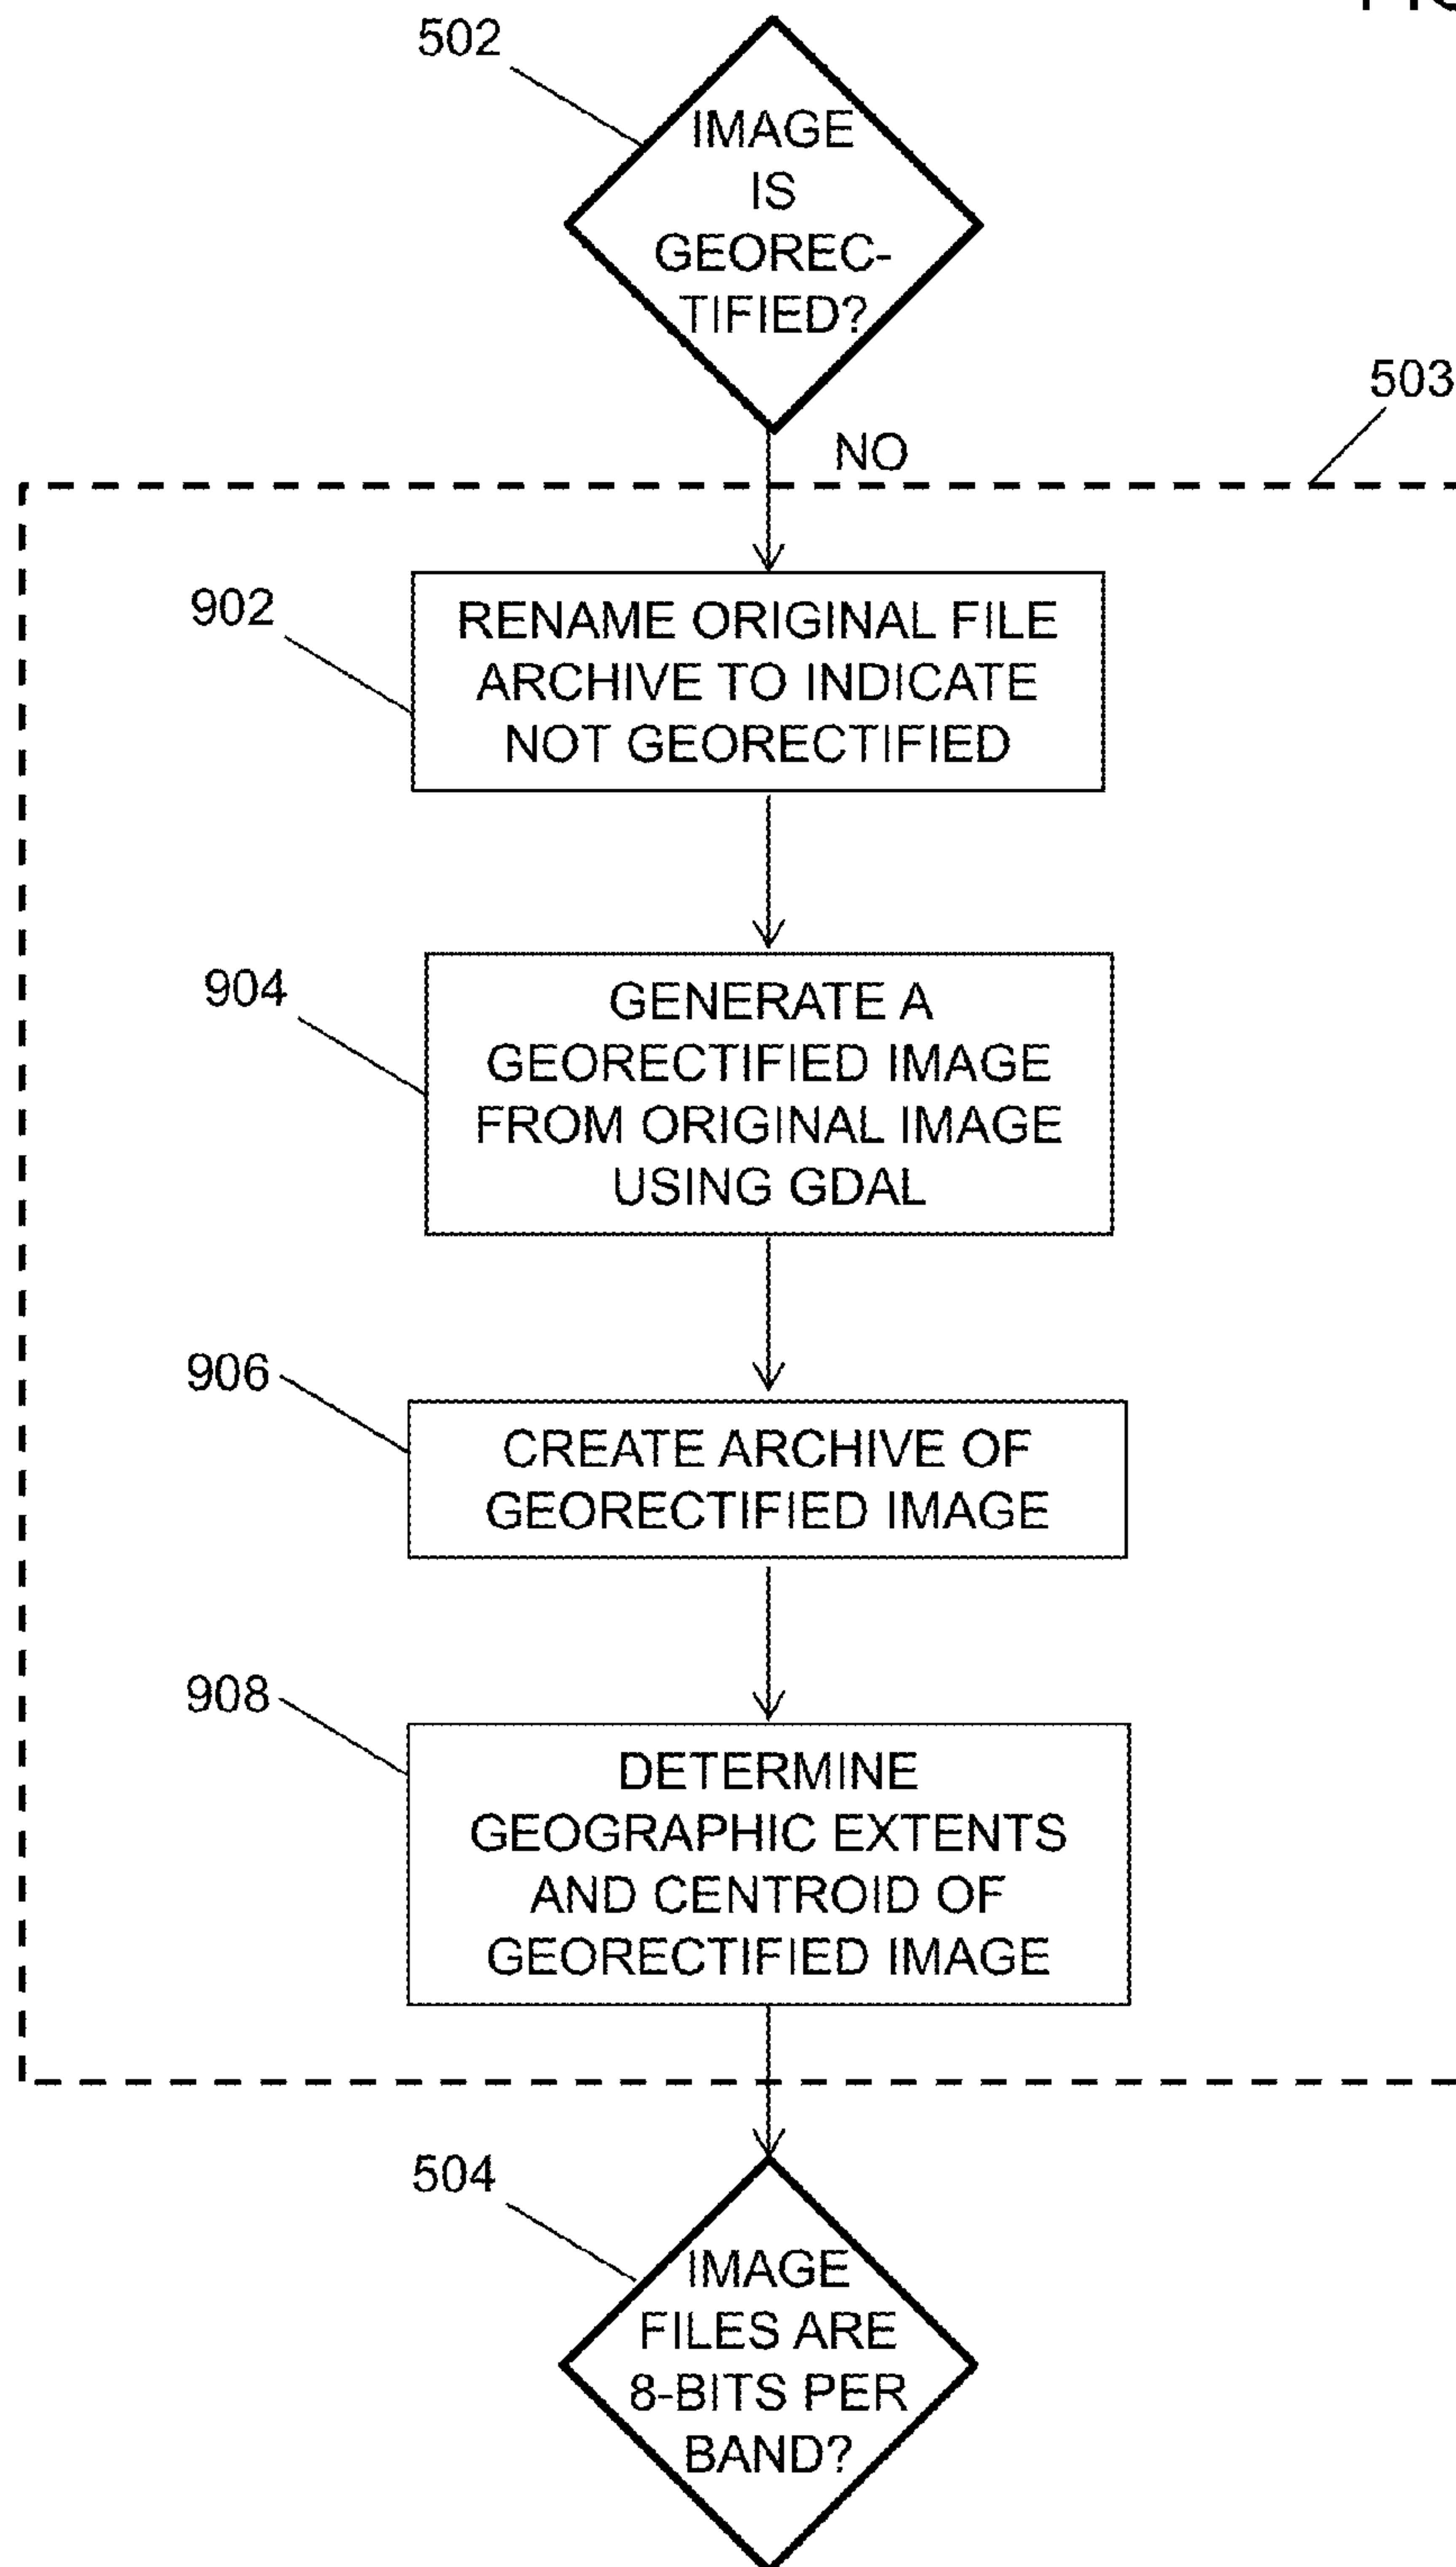 502
IMAGE
IS
GEOREC-
TIFIED?
503
NO
902
RENAME ORIGINAL FILE
ARCHIVE TO INDICATE
NOT GEORECTIFIED
904
GENERATE A
GEORECTIFIED IMAGE
FROM ORIGINAL IMAGE
USING GDAL
906
CREATE ARCHIVE OF
GEORECTIFIED IMAGE
908
DETERMINE
GEOGRAPHIC EXTENTS
AND CENTROID OF
GEORECTIFIED IMAGE
504
IMAGE
FILES ARE
8-BITS PER
BAND?